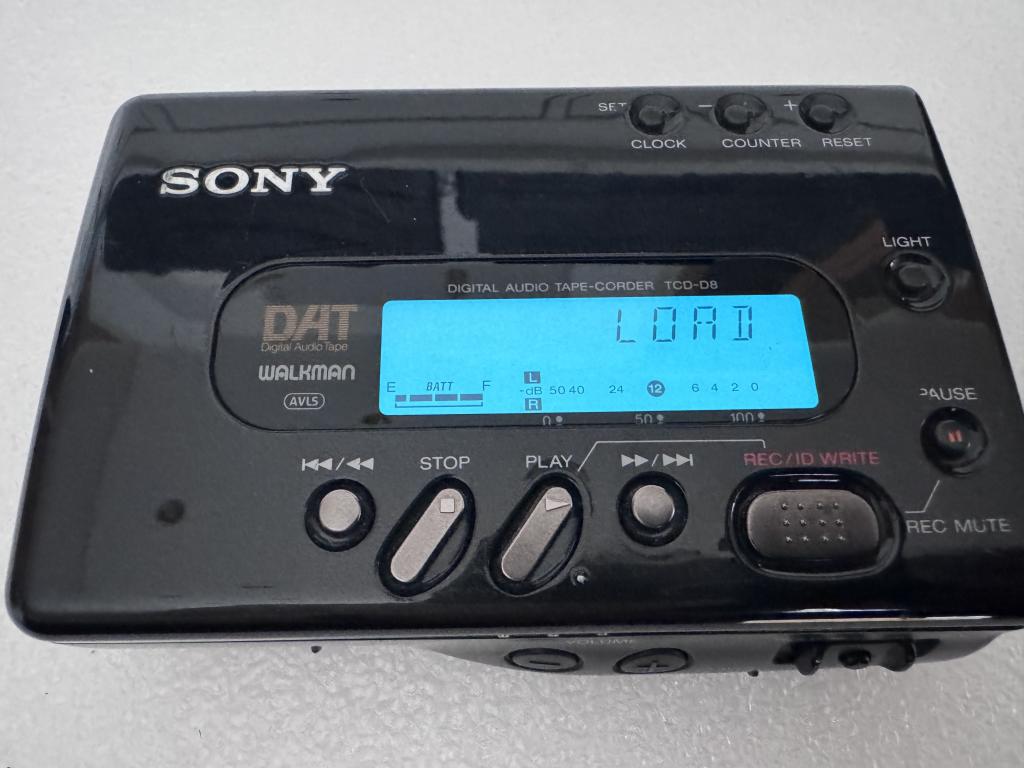 SET - +
CLOCK COUNTER RESET
SONY
LIGHT
DIGITAL AUDIO TAPE-CORDER TCD-D8
DAT
Digital Audio Tape
WALKMAN
AVLS
LOAD
E BATT F
L
-dB 50 40 24 12 6 4 2 0
R
0 50 100
PAUSE
STOP PLAY REC/ID WRITE
REC MUTE
VOLUME
- +